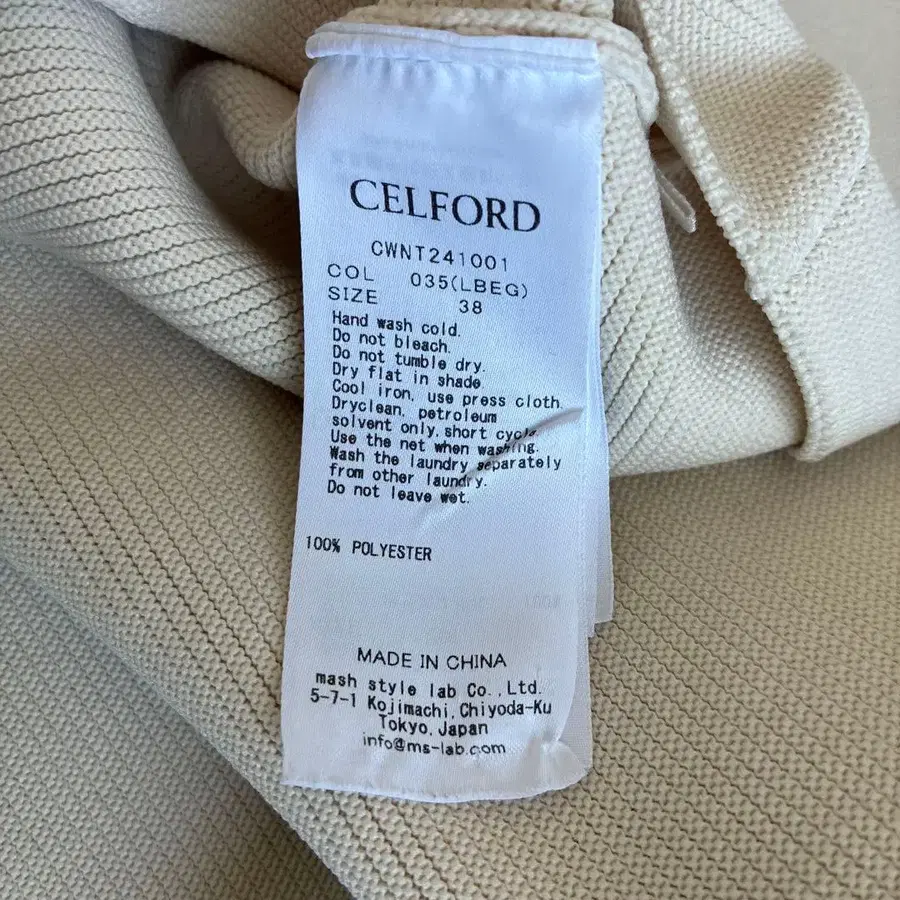 CELFORD
CWNT241001
COL 035(LBEG)
SIZE 38
Hand wash cold.
Do not bleach.
Do not tumble dry.
Dry flat in shade.
Cool iron, use press cloth.
Dryclean, petroleum
solvent only, short cycle.
Use the net when washing.
Wash the laundry separately
from other laundry.
Do not leave wet.
100% POLYESTER
MADE IN CHINA
mash style lab Co.,Ltd.
5-7-1 Kojimachi,Chiyoda-Ku
Tokyo,Japan
info@ms-lab.com